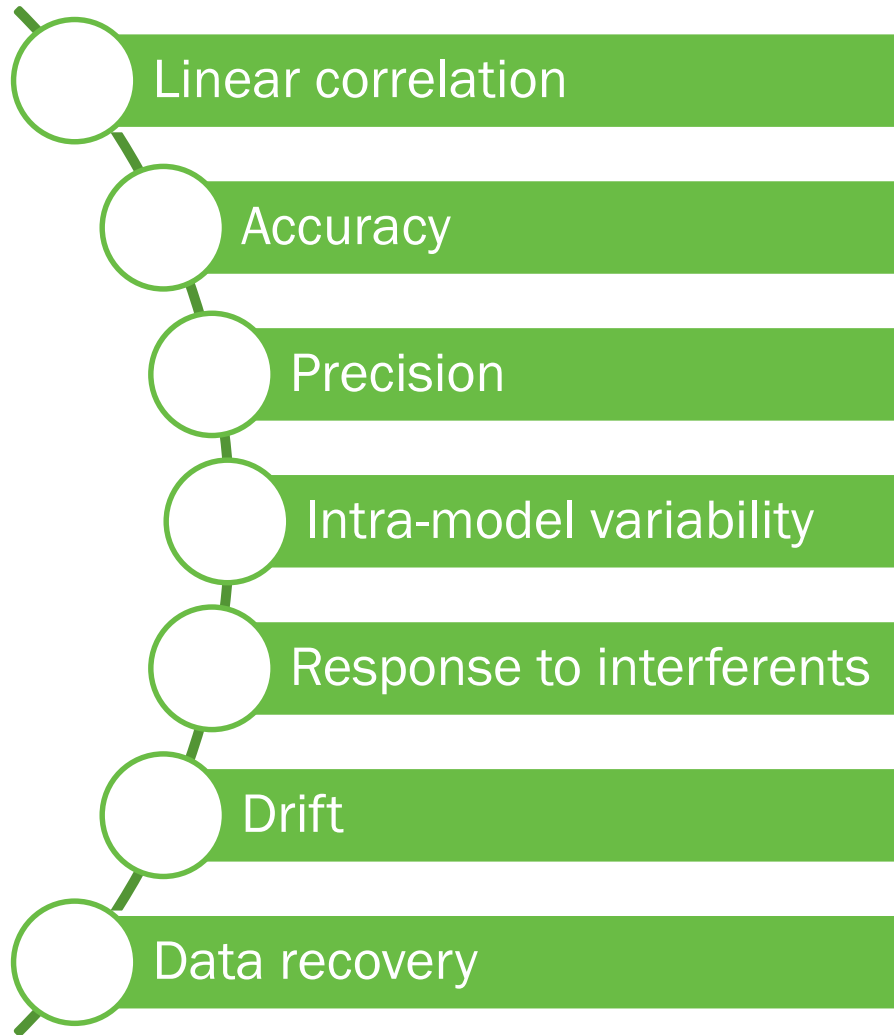 Linear correlation
Accuracy
Precision
Intra-model variability
Response to interferents
Drift
Data recovery